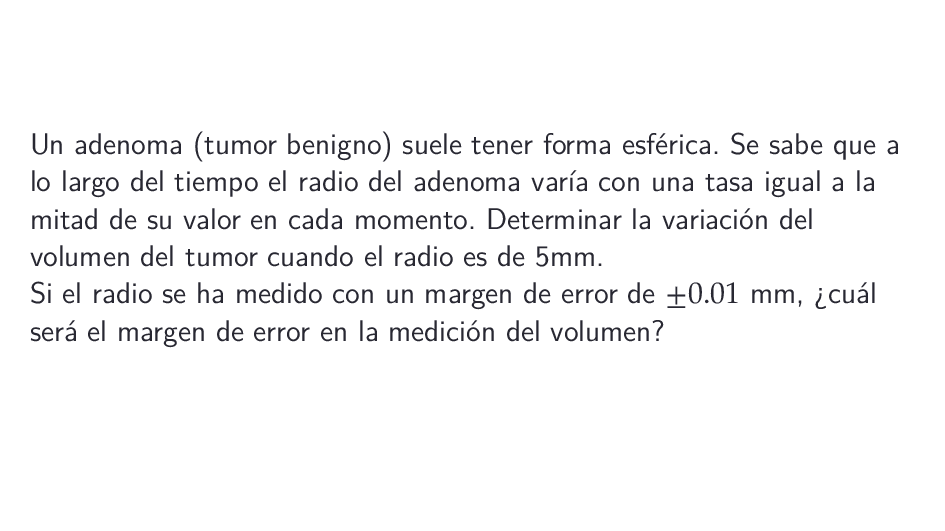 Un adenoma (tumor benigno) suele tener forma esférica. Se sabe que a
lo largo del tiempo el radio del adenoma varía con una tasa igual a la
mitad de su valor en cada momento. Determinar la variación del
volumen del tumor cuando el radio es de 5mm.
Si el radio se ha medido con un margen de error de ±0.01 mm, ¿cuál
será el margen de error en la medición del volumen?